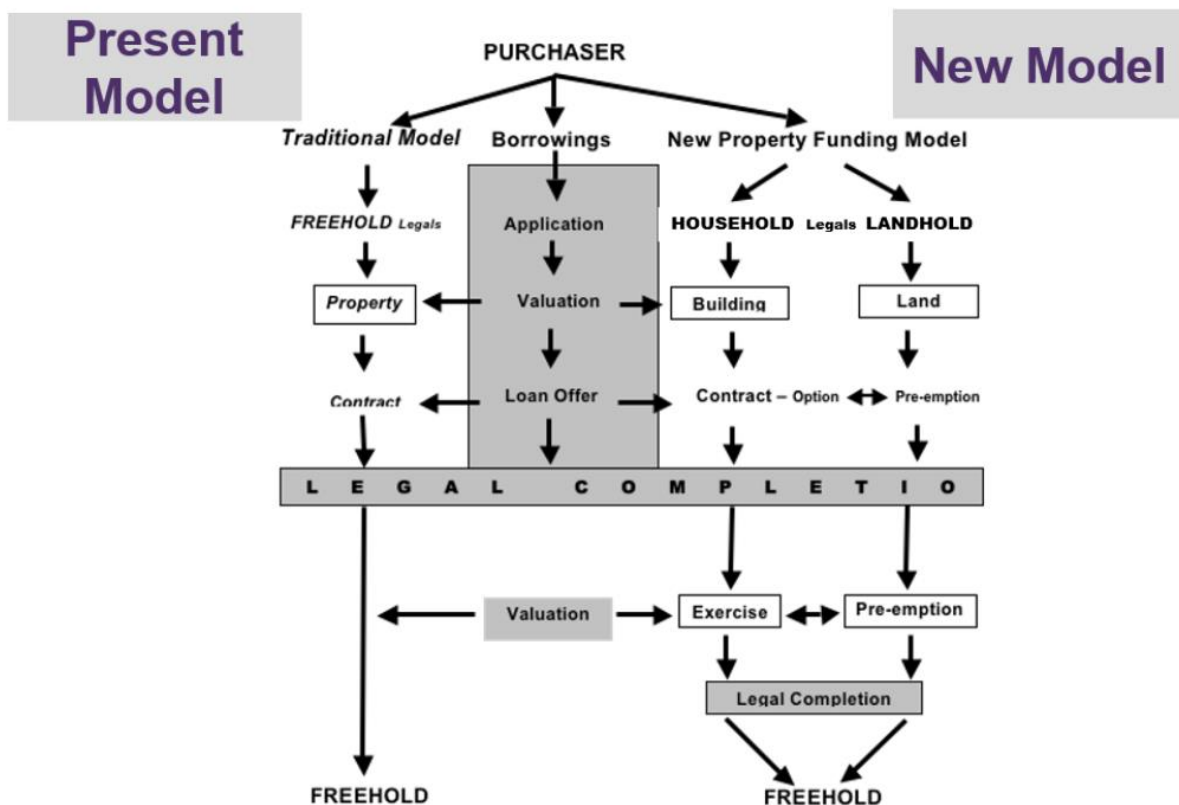 Present
Model
New Model
PURCHASER
Traditional Model
Borrowings
New Property Funding Model
FREEHOLD Legals
Application
HOUSEHOLD Legals LANDHOLD
Property
Valuation
Building
Land
Contract
Loan Offer
Contract – Option
Pre-emption
L E G A L C O M P L E T I O
Valuation
Exercise
Pre-emption
Legal Completion
FREEHOLD
FREEHOLD